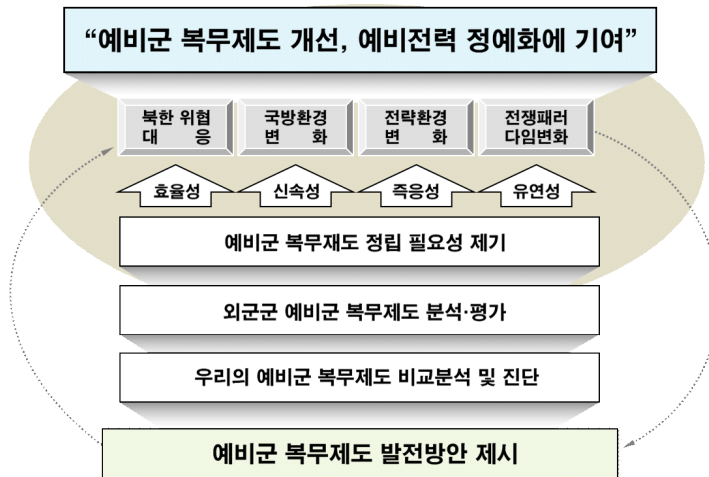 “예비군 복무제도 개선, 예비전력 정예화에 기여”
북한 위협 대 응
국방환경 변 화
전략환경 변 화
전쟁패러 다임변화
효율성
신속성
즉응성
유연성
예비군 복무재도 정립 필요성 제기
외군군 예비군 복무제도 분석·평가
우리의 예비군 복무제도 비교분석 및 진단
예비군 복무제도 발전방안 제시